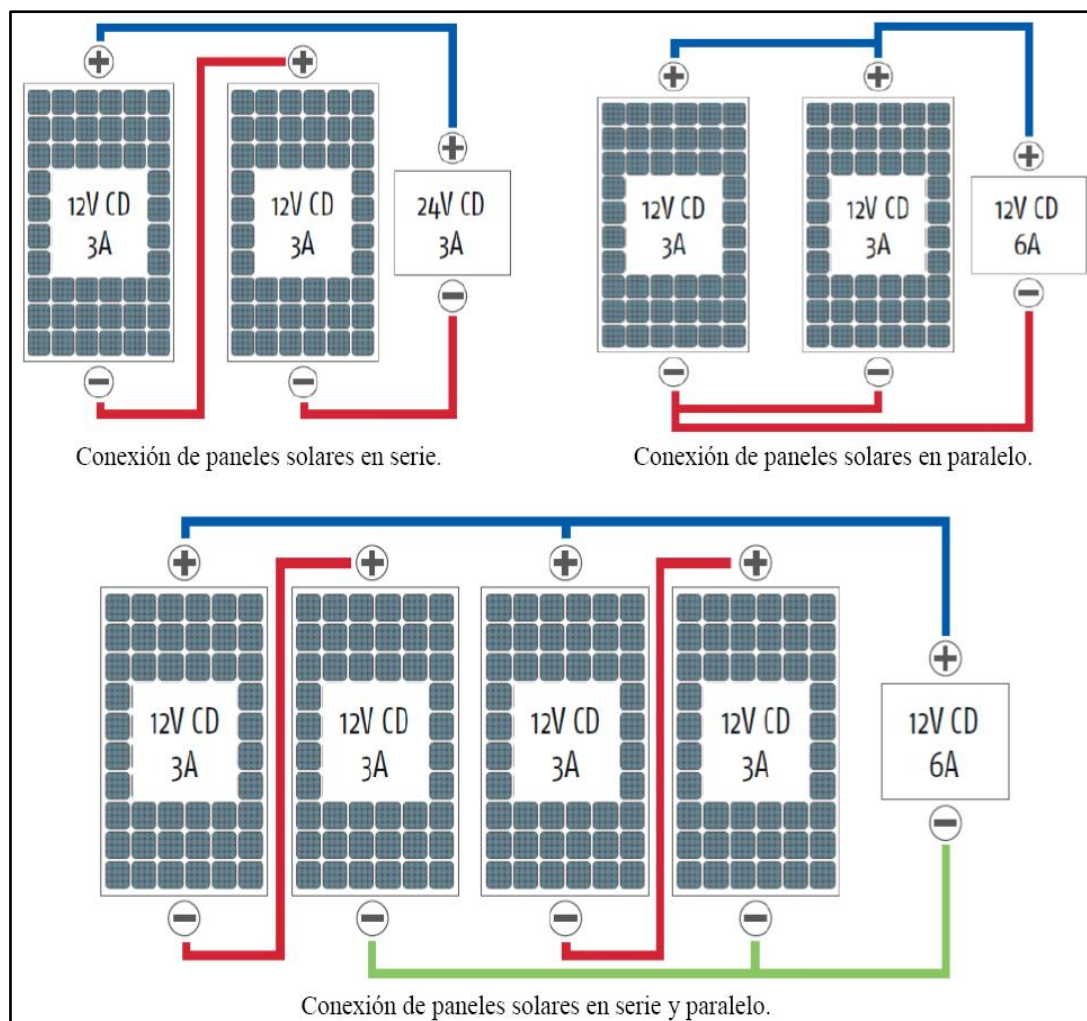 12V CD
3A
12V CD
3A
24V CD
3A
Conexión de paneles solares en serie.
12V CD
3A
12V CD
3A
12V CD
6A
Conexión de paneles solares en paralelo.
12V CD
3A
12V CD
3A
12V CD
3A
12V CD
3A
12V CD
6A
Conexión de paneles solares en serie y paralelo.